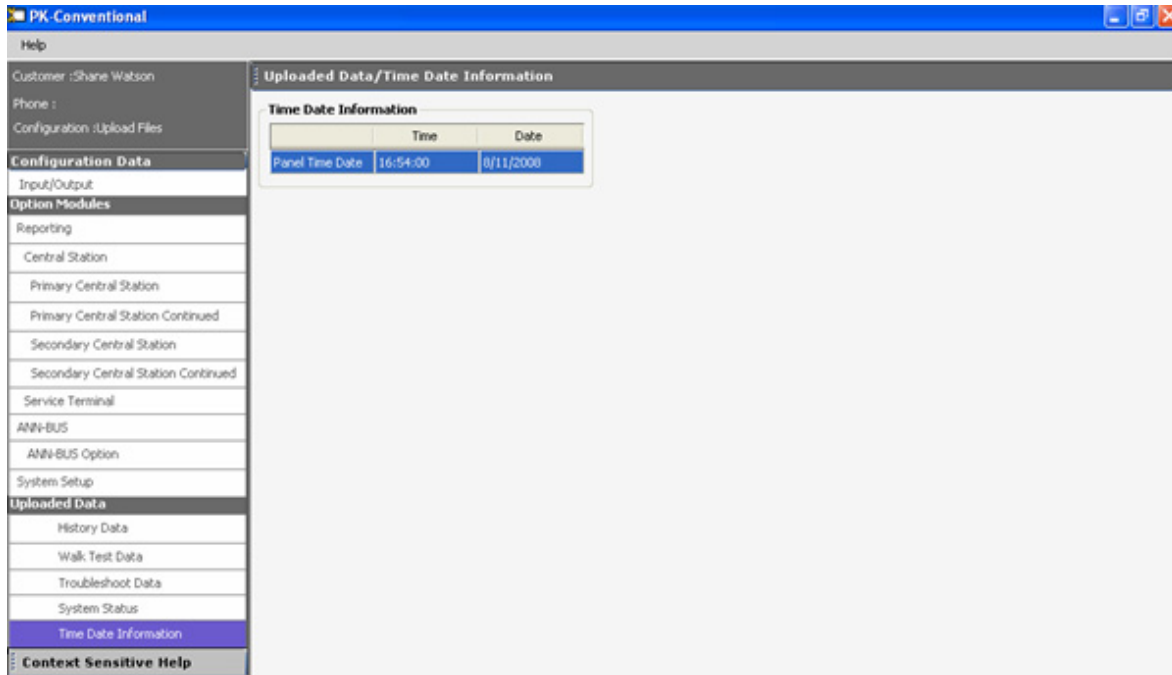 PK-Conventional
Help
Customer :Shane Watson
Phone :
Configuration :Upload Files
Configuration Data
Input/Output
Option Modules
Reporting
Central Station
Primary Central Station
Primary Central Station Continued
Secondary Central Station
Secondary Central Station Continued
Service Terminal
ANN-BUS
ANN-BUS Option
System Setup
Uploaded Data
History Data
Walk Test Data
Troubleshoot Data
System Status
Time Date Information
Context Sensitive Help
Uploaded Data/Time Date Information
Time Date Information
Time Date
Panel Time Date 16:54:00 8/11/2008